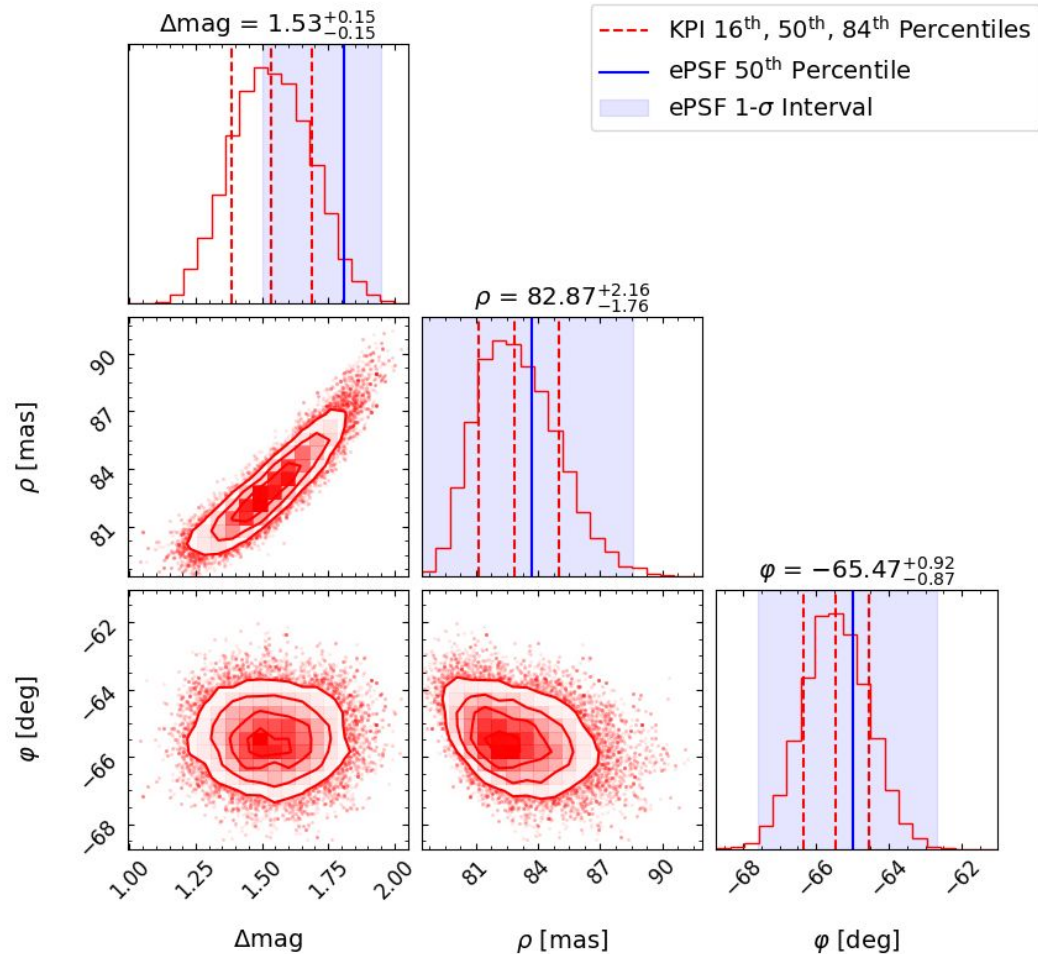 Δmag = 1.53^{+0.15}_{-0.15}
KPI 16^{th}, 50^{th}, 84^{th} Percentiles
ePSF 50^{th} Percentile
ePSF 1-σ Interval
ρ = 82.87^{+2.16}_{-1.76}
ρ [mas]
90
87
84
81
φ = −65.47^{+0.92}_{-0.87}
φ [deg]
−62
−64
−66
−68
1.00 1.25 1.50 1.75 2.00
81 84 87 90
−68 −66 −64 −62
Δmag ρ [mas] φ [deg]